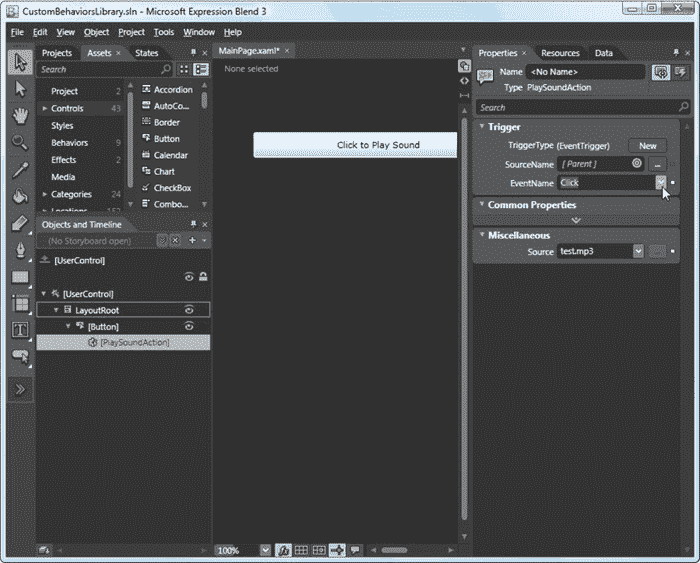 CustomBehaviorsLibrary.sln - Microsoft Expression Blend 3
File Edit View Object Project Tools Window Help
Projects Assets × States
Search
Project 2
Controls 43
Styles
Behaviors 9
Effects 2
Media
Categories 24
Locations 152
Accordion
AutoCo...
Border
Button
Calendar
Chart
CheckBox
Combo...
Objects and Timeline
(No Storyboard open)
[UserControl]
[UserControl]
LayoutRoot
[Button]
[PlaySoundAction]
MainPage.xaml* ×
None selected
Click to Play Sound
100%
Properties × Resources Data
Name <No Name>
Type PlaySoundAction
Search
Trigger
TriggerType (EventTrigger) New
SourceName [ Parent ] ...
EventName Click
Common Properties
Miscellaneous
Source test.mp3